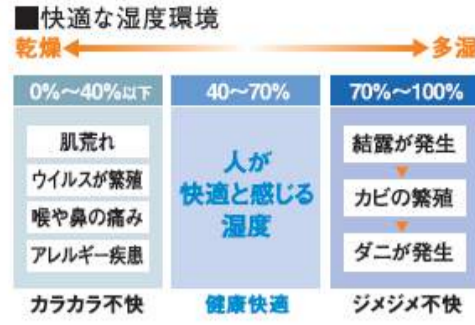 ■快適な湿度環境
乾燥 多湿
0%〜40%以下
肌荒れ
ウイルスが繁殖
喉や鼻の痛み
アレルギー疾患
カラカラ不快
40〜70%
人が
快適と感じる
湿度
健康快適
70%〜100%
結露が発生
カビの繁殖
ダニが発生
ジメジメ不快